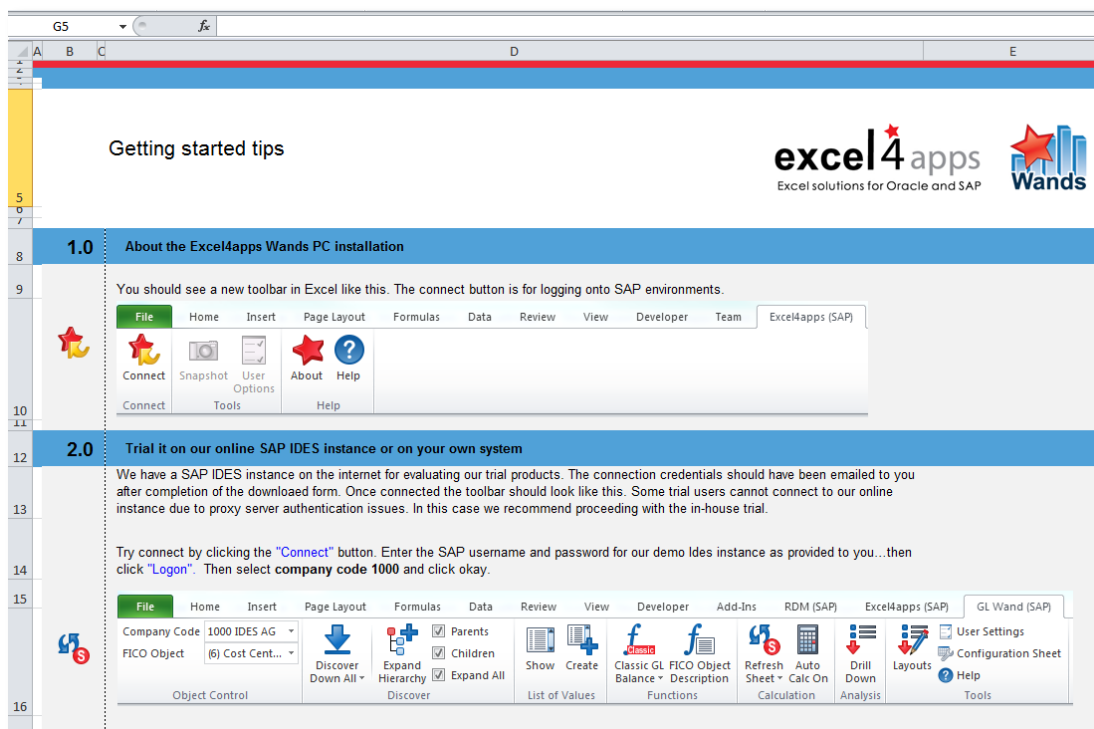 G5
fx
A B C D E
1
2
5
Getting started tips
excel4apps
Excel solutions for Oracle and SAP
Wands
6
7
8
1.0
About the Excel4apps Wands PC installation
9
You should see a new toolbar in Excel like this. The connect button is for logging onto SAP environments.
File Home Insert Page Layout Formulas Data Review View Developer Team Excel4apps (SAP)
Connect Snapshot User Options About Help
Connect Tools Help
10
11
12
2.0
Trial it on our online SAP IDES instance or on your own system
We have a SAP IDES instance on the internet for evaluating our trial products. The connection credentials should have been emailed to you
after completion of the downloaed form. Once connected the toolbar should look like this. Some trial users cannot connect to our online
instance due to proxy server authentication issues. In this case we recommend proceeding with the in-house trial.
13
Try connect by clicking the "Connect" button. Enter the SAP username and password for our demo Ides instance as provided to you...then
click "Logon". Then select company code 1000 and click okay.
14
15
File Home Insert Page Layout Formulas Data Review View Developer Add-Ins RDM (SAP) Excel4apps (SAP) GL Wand (SAP)
Company Code 1000 IDES AG Parents User Settings
FICO Object (6) Cost Cent... Children Configuration Sheet
Discover Down All Expand Hierarchy Expand All Show Create Classic Classic GL Balance FICO Object Description Refresh Sheet Auto Calc On Drill Down Layouts Help
Object Control Discover List of Values Functions Calculation Analysis Tools
16